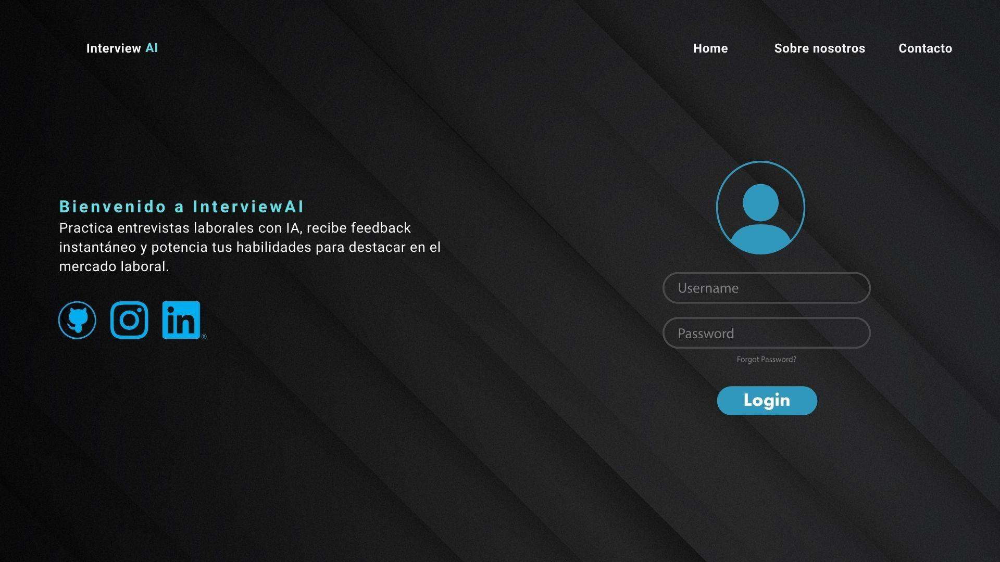 Interview AI
Home
Sobre nosotros
Contacto
Bienvenido a InterviewAI
Practica entrevistas laborales con IA, recibe feedback
instantáneo y potencia tus habilidades para destacar en el
mercado laboral.
in®
Username
Password
Forgot Password?
Login